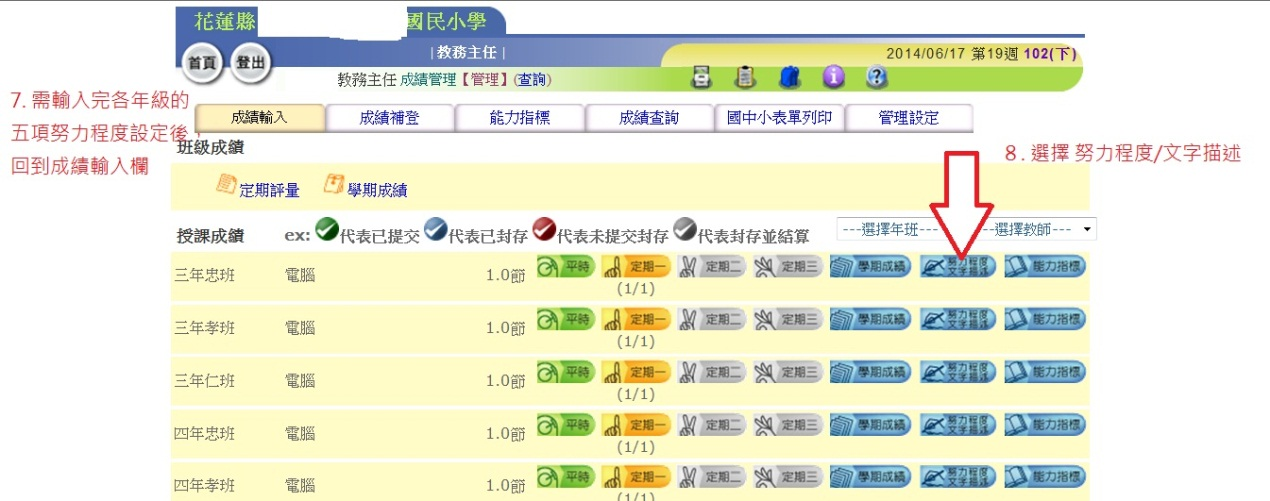 花蓮縣 國民小學
首頁 登出 |教務主任| 2014/06/17 第19週 102(下)
教務主任 成績管理【管理】(查詢)
7. 需輸入完各年級的
五項努力程度設定後，
回到成績輸入欄
成績輸入 成績補登 能力指標 成績查詢 國中小表單列印 管理設定
班級成績
8. 選擇 努力程度/文字描述
定期評量 學期成績
授課成績 ex: 代表已提交 代表已封存 代表未提交封存 代表封存並結算 ---選擇年班--- ---選擇教師---
三年忠班 電腦 1.0節 平時 定期一 定期二 定期三 學期成績 努力程度 文字描述 能力指標
(1/1)
三年孝班 電腦 1.0節 平時 定期一 定期二 定期三 學期成績 努力程度 文字描述 能力指標
(1/1)
三年仁班 電腦 1.0節 平時 定期一 定期二 定期三 學期成績 努力程度 文字描述 能力指標
(1/1)
四年忠班 電腦 1.0節 平時 定期一 定期二 定期三 學期成績 努力程度 文字描述 能力指標
(1/1)
四年孝班 電腦 1.0節 平時 定期一 定期二 定期三 學期成績 努力程度 文字描述 能力指標
(1/1)